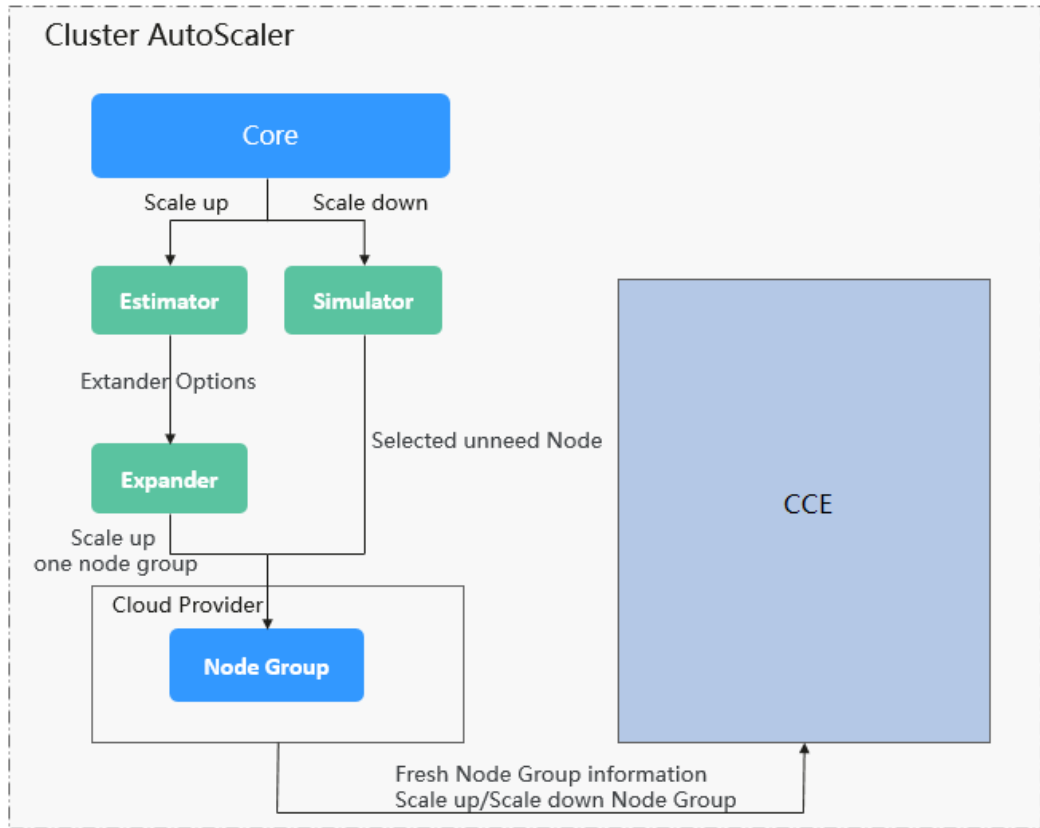 Cluster AutoScaler
Core
Scale up
Scale down
Estimator
Simulator
Extander Options
Selected unneed Node
Expander
CCE
Scale up
one node group
Cloud Provider
Node Group
Fresh Node Group information
Scale up/Scale down Node Group